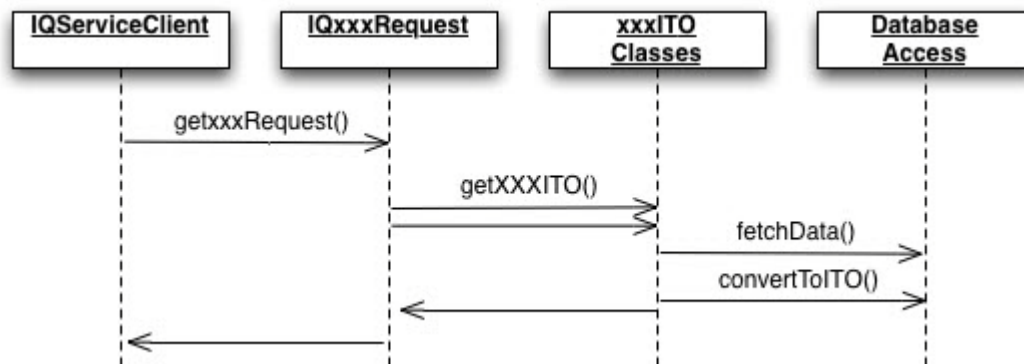 IQServiceClient
IQxxxRequest
xxxITO
Classes
Database
Access
getxxxRequest()
getXXXITO()
fetchData()
convertToITO()